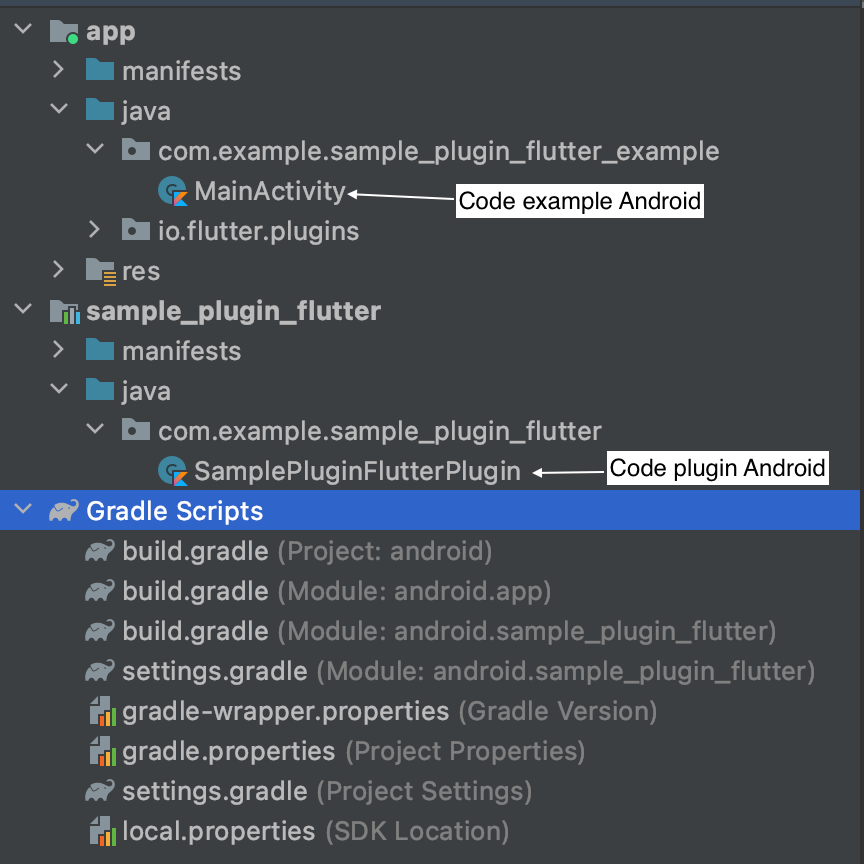 app
manifests
java
com.example.sample_plugin_flutter_example
MainActivity
Code example Android
io.flutter.plugins
res
sample_plugin_flutter
manifests
java
com.example.sample_plugin_flutter
SamplePluginFlutterPlugin
Code plugin Android
Gradle Scripts
build.gradle (Project: android)
build.gradle (Module: android.app)
build.gradle (Module: android.sample_plugin_flutter)
settings.gradle (Module: android.sample_plugin_flutter)
gradle-wrapper.properties (Gradle Version)
gradle.properties (Project Properties)
settings.gradle (Project Settings)
local.properties (SDK Location)